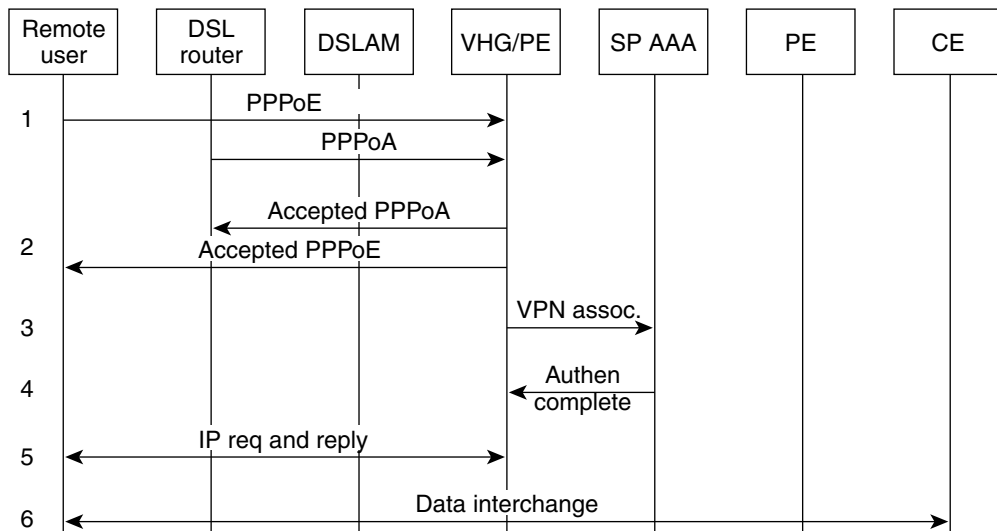 Remote
user
DSL
router
DSLAM
VHG/PE
SP AAA
PE
CE
1
PPPoE
PPPoA
Accepted PPPoA
2
Accepted PPPoE
VPN assoc.
3
Authen
4
complete
IP req and reply
5
Data interchange
6